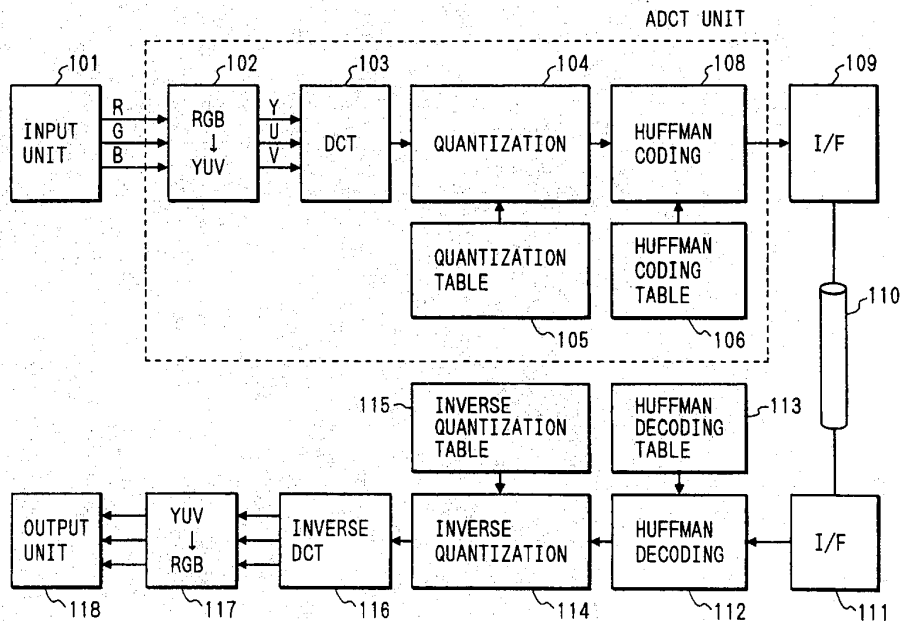 ADCT UNIT
101
102
103
104
108
109
INPUT
UNIT
R
G
B
RGB
↓
YUV
Y
U
V
DCT
QUANTIZATION
HUFFMAN
CODING
I/F
QUANTIZATION
TABLE
105
HUFFMAN
CODING
TABLE
106
110
115
INVERSE
QUANTIZATION
TABLE
HUFFMAN
DECODING
TABLE
113
OUTPUT
UNIT
118
YUV
↓
RGB
117
INVERSE
DCT
116
INVERSE
QUANTIZATION
114
HUFFMAN
DECODING
112
I/F
111